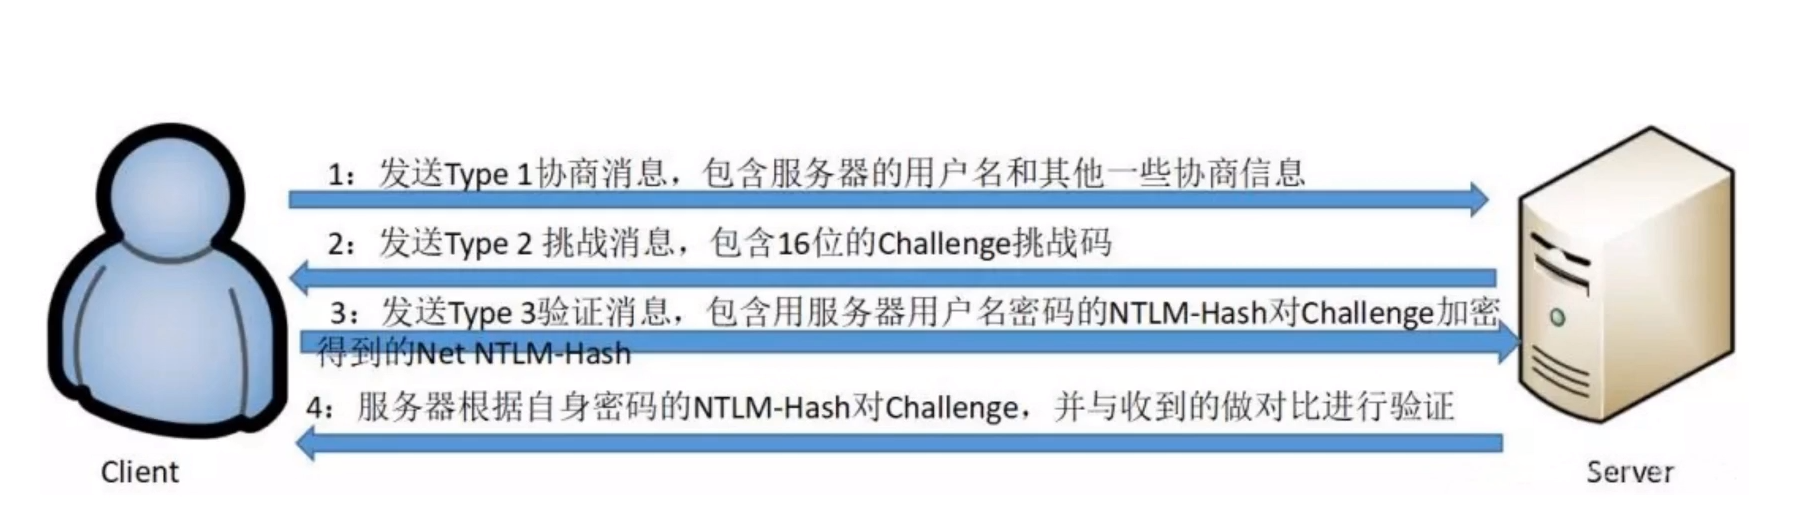 1：发送Type 1协商消息，包含服务器的用户名和其他一些协商信息
2：发送Type 2 挑战消息，包含16位的Challenge挑战码
3：发送Type 3验证消息，包含用服务器用户名密码的NTLM-Hash对Challenge加密
得到的Net NTLM-Hash
4：服务器根据自身密码的NTLM-Hash对Challenge，并与收到的做对比进行验证
Client
Server